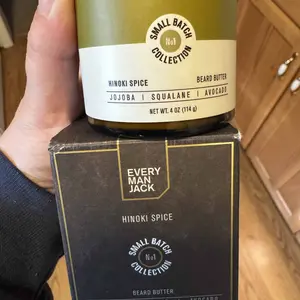 SMALL BATCH
No1
COLLECTION
HINOKI SPICE
BEARD BUTTER
JOJOBA | SQUALANE | AVOCADO
NET WT. 4 OZ (114 g)
EVERY
MAN
JACK
HINOKI SPICE
SMALL BATCH
No1
COLLECTION
BEARD BUTTER
AVOCADO